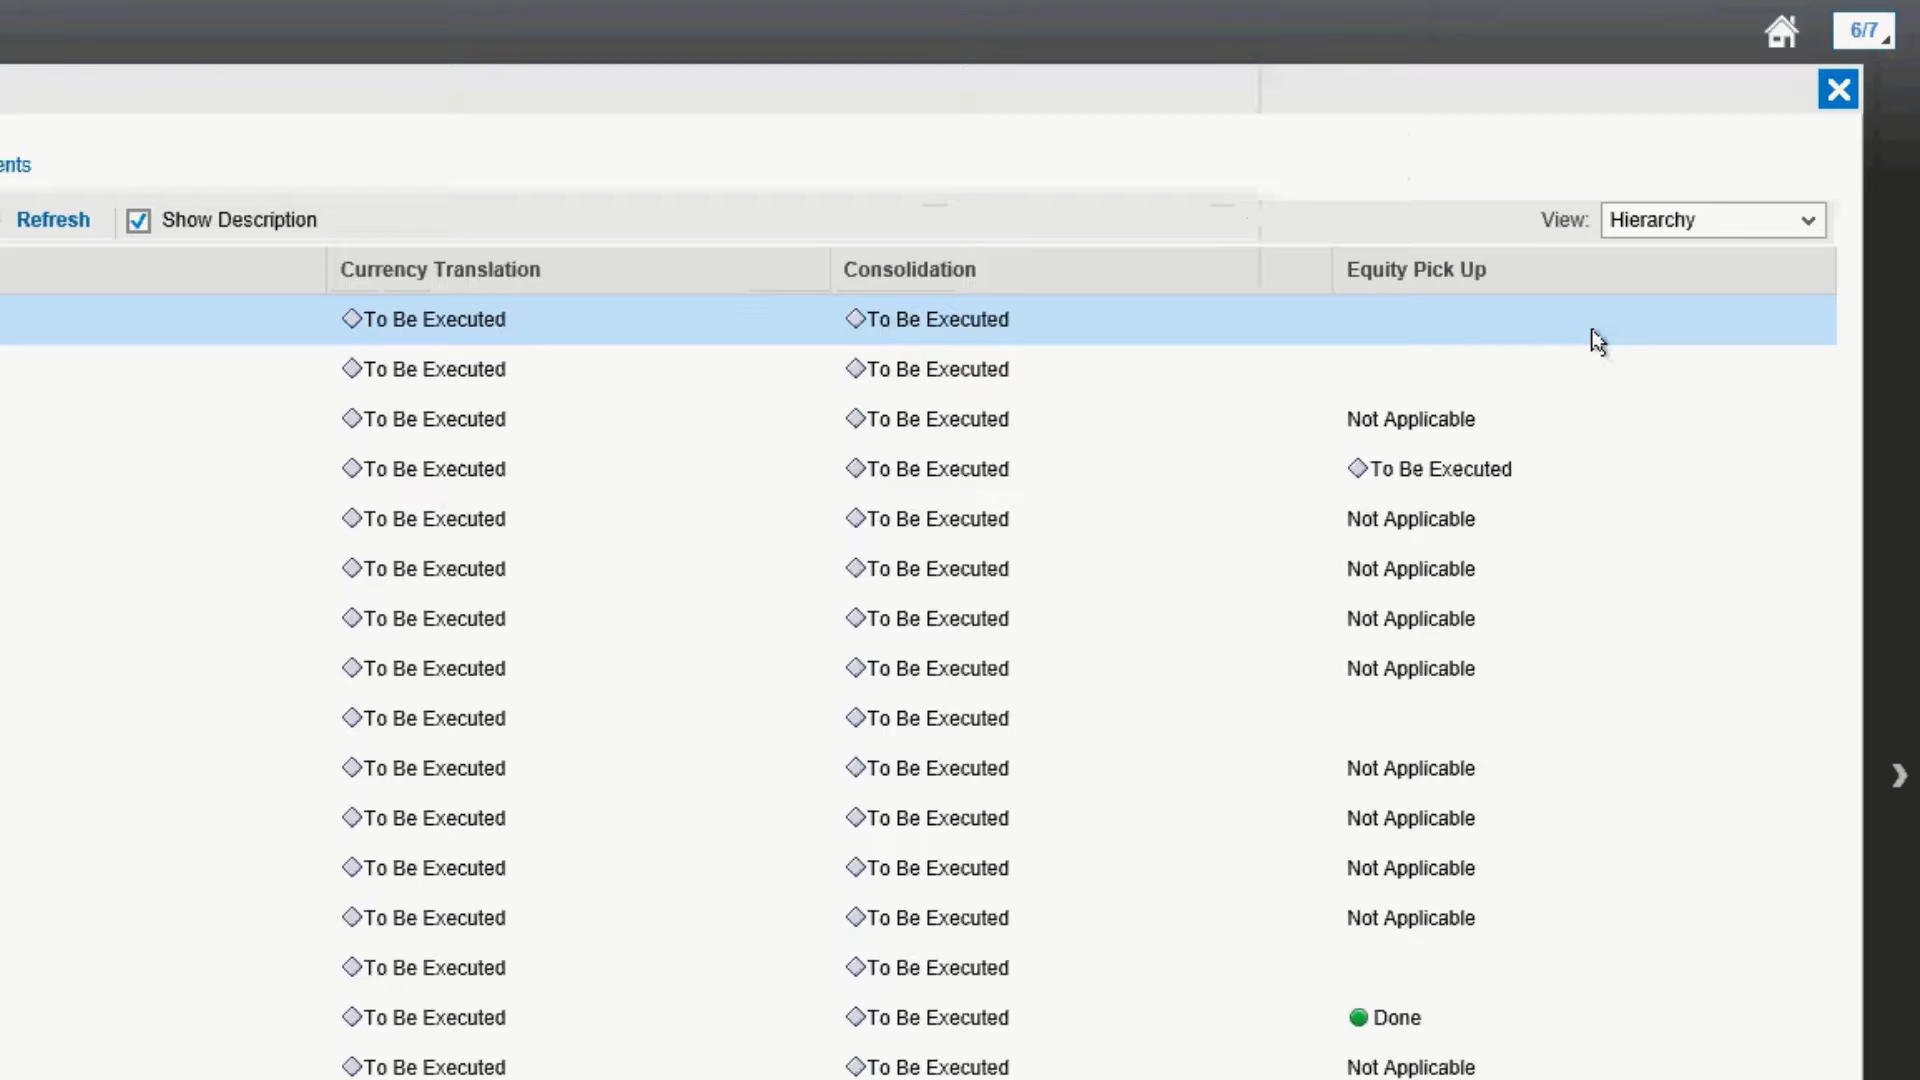 6/7
ents
Refresh Show Description View: Hierarchy
Currency Translation Consolidation Equity Pick Up
To Be Executed To Be Executed
To Be Executed To Be Executed
To Be Executed To Be Executed Not Applicable
To Be Executed To Be Executed To Be Executed
To Be Executed To Be Executed Not Applicable
To Be Executed To Be Executed Not Applicable
To Be Executed To Be Executed Not Applicable
To Be Executed To Be Executed Not Applicable
To Be Executed To Be Executed
To Be Executed To Be Executed Not Applicable
To Be Executed To Be Executed Not Applicable
To Be Executed To Be Executed Not Applicable
To Be Executed To Be Executed Not Applicable
To Be Executed To Be Executed
To Be Executed To Be Executed Done
To Be Executed To Be Executed Not Applicable